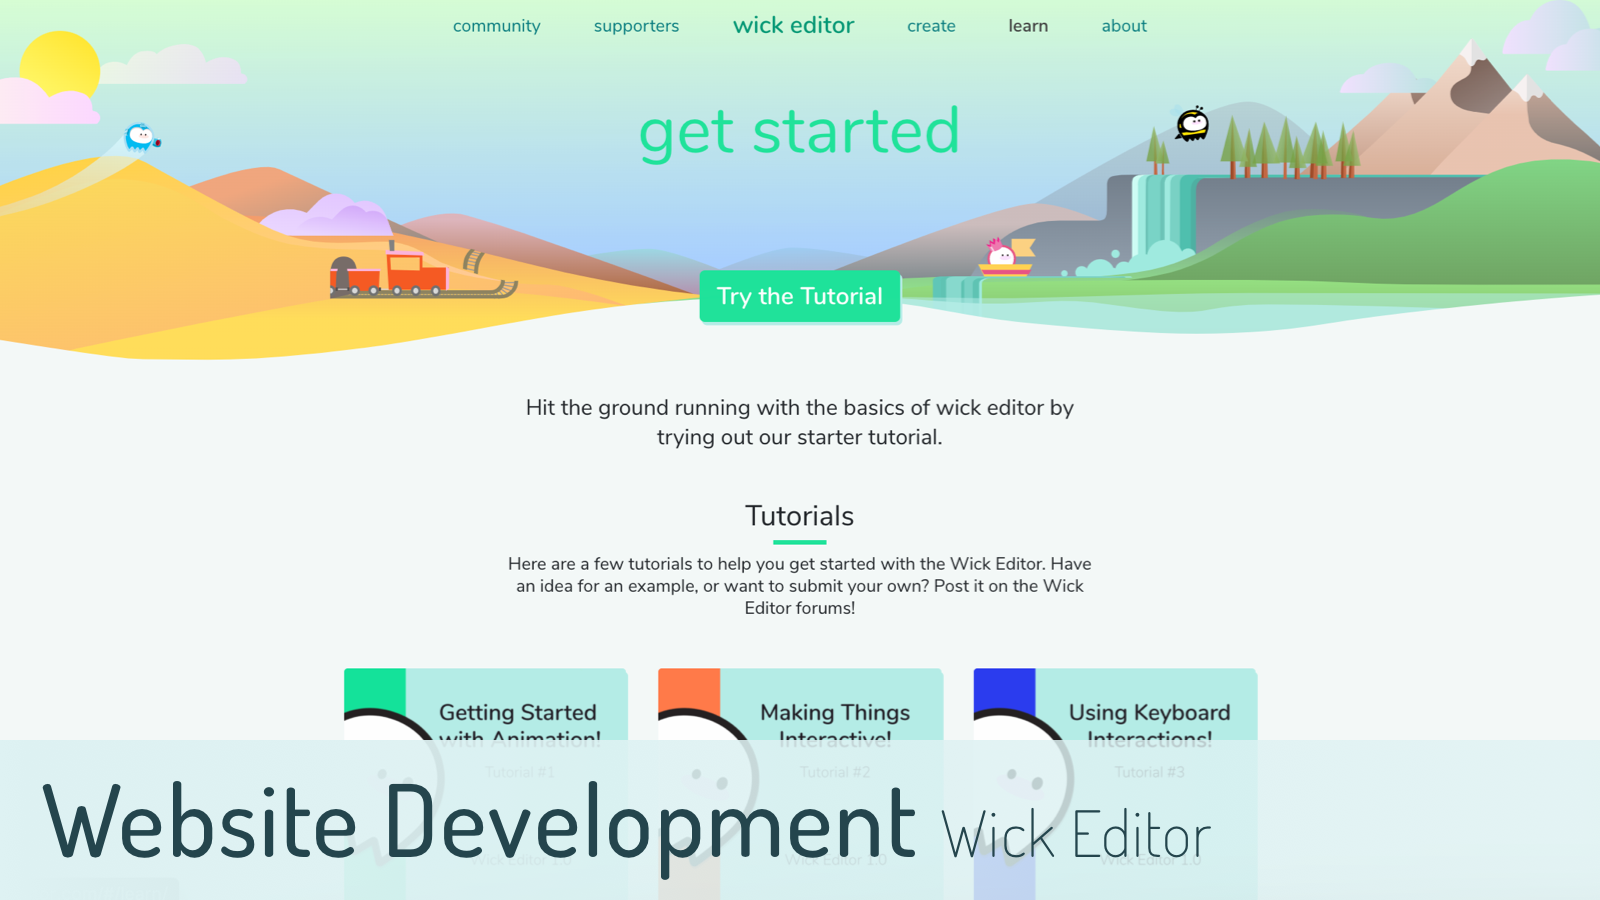 community supporters wick editor create learn about
get started
Try the Tutorial
Hit the ground running with the basics of wick editor by
trying out our starter tutorial.
Tutorials
Here are a few tutorials to help you get started with the Wick Editor. Have
an idea for an example, or want to submit your own? Post it on the Wick
Editor forums!
Getting Started
with Animation!
Tutorial #1
Wick Editor 1.0
Making Things
Interactive!
Tutorial #2
Wick Editor 1.0
Using Keyboard
Interactions!
Tutorial #3
Wick Editor 1.0
Website Development Wick Editor